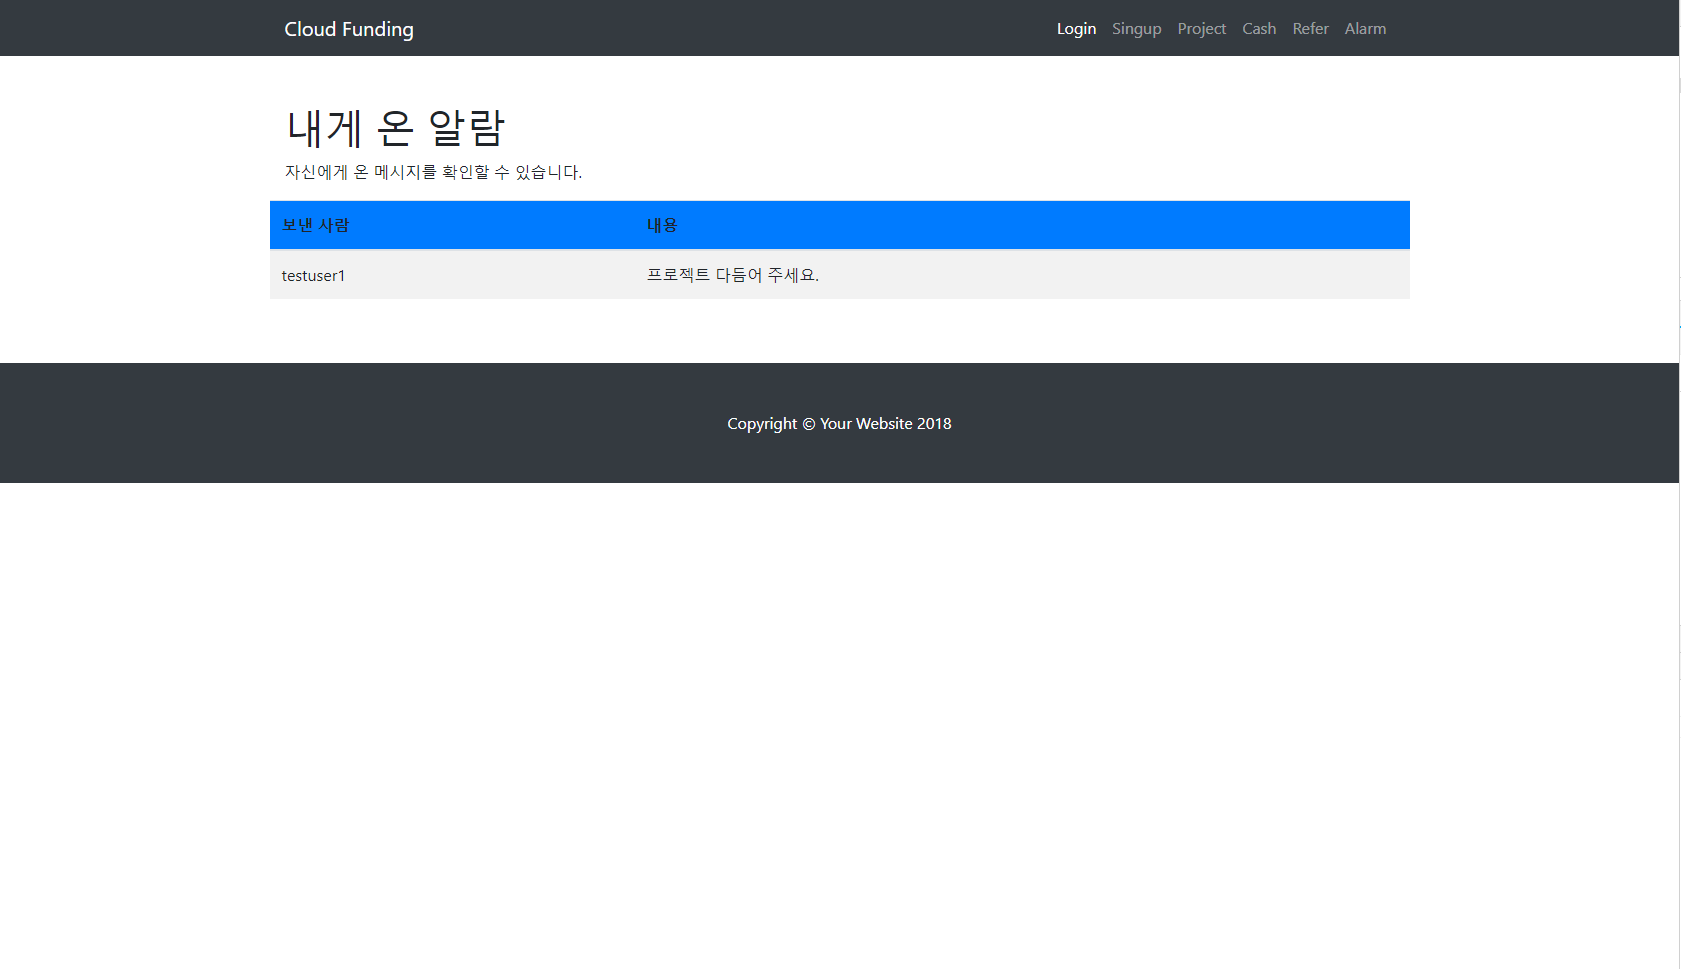 Cloud Funding Login Singup Project Cash Refer Alarm
내게 온 알람
자신에게 온 메시지를 확인할 수 있습니다.
보낸 사람 내용
testuser1 프로젝트 다듬어 주세요.
Copyright © Your Website 2018